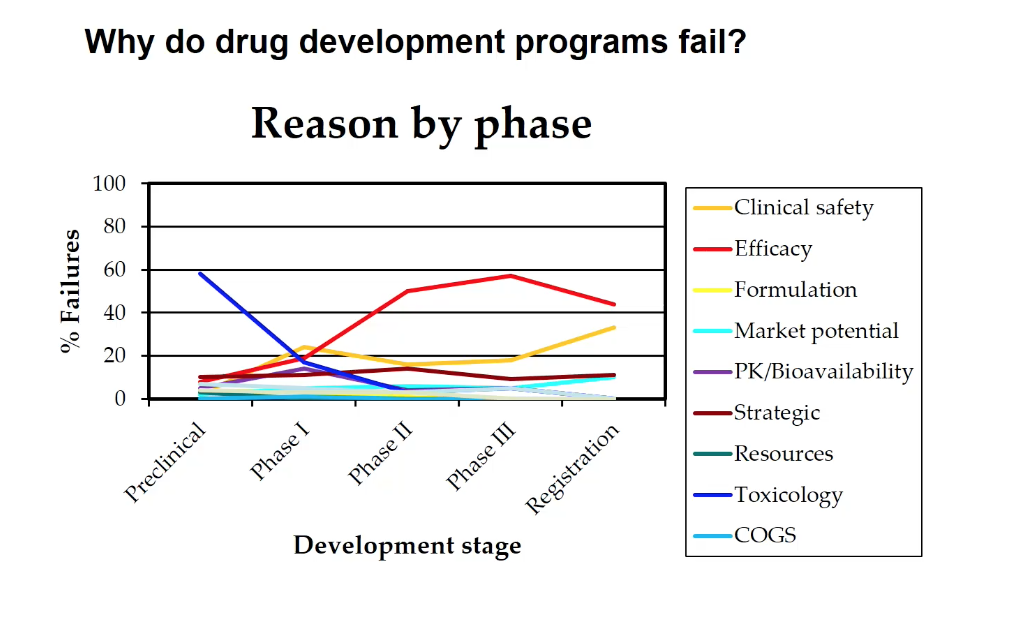 Why do drug development programs fail?
Reason by phase
100
80
60
40
20
0
% Failures
Preclinical
Phase I
Phase II
Phase III
Registration
Development stage
Clinical safety
Efficacy
Formulation
Market potential
PK/Bioavailability
Strategic
Resources
Toxicology
COGS